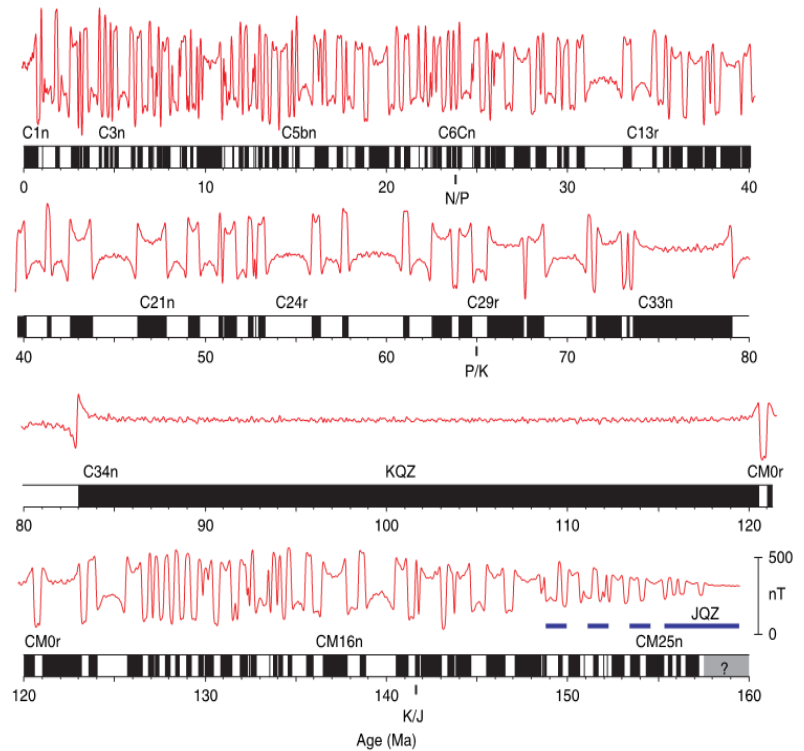 C1n C3n C5bn C6Cn C13r
0 10 20 30 40
N/P
C21n C24r C29r C33n
40 50 60 70 80
P/K
C34n KQZ CM0r
80 90 100 110 120
500
nT
0
JQZ
CM0r CM16n CM25n
?
120 130 140 150 160
K/J
Age (Ma)